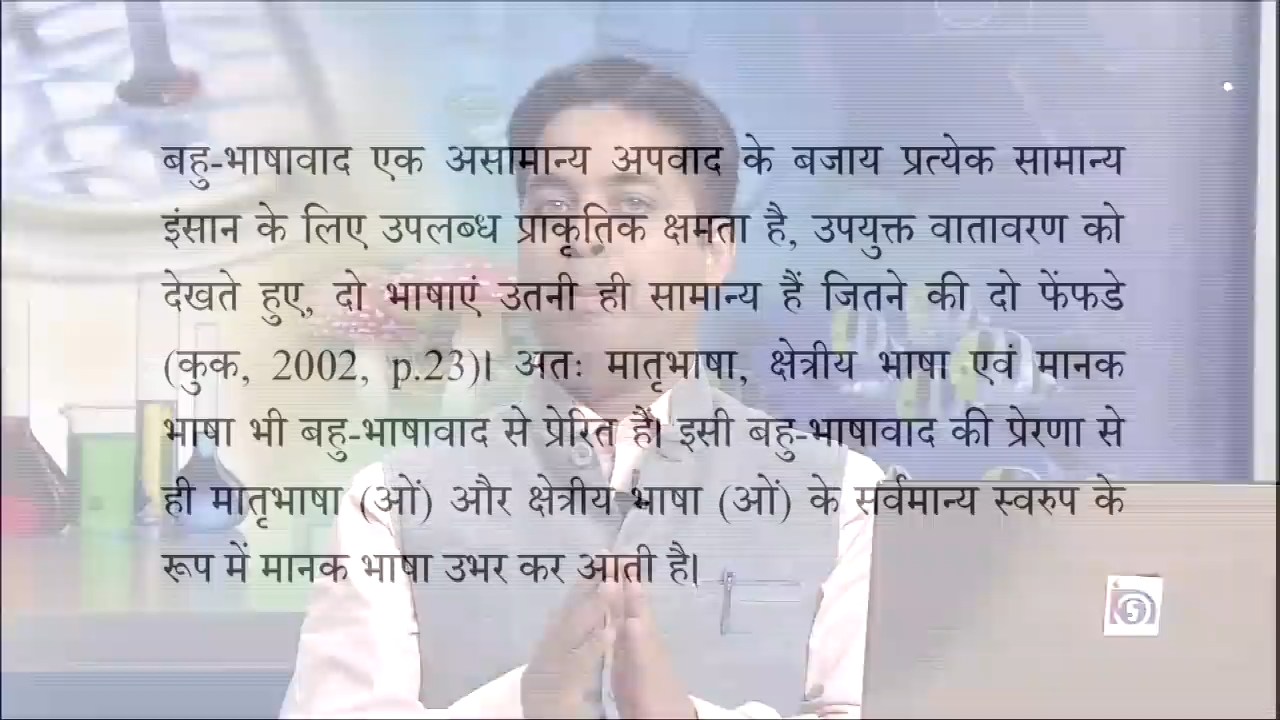 बहु-भाषावाद एक असामान्य अपवाद के बजाय प्रत्येक सामान्य
इंसान के लिए उपलब्ध प्राकृतिक क्षमता है, उपयुक्त वातावरण को
देखते हुए, दो भाषाएं उतनी ही सामान्य हैं जितने की दो फेंफडे
(कुक, 2002, p.23)। अतः मातृभाषा, क्षेत्रीय भाषा एवं मानक
भाषा भी बहु-भाषावाद से प्रेरित हैं। इसी बहु-भाषावाद की प्रेरणा से
ही मातृभाषा (ओं) और क्षेत्रीय भाषा (ओं) के सर्वमान्य स्वरुप के
रूप में मानक भाषा उभर कर आती है।
5